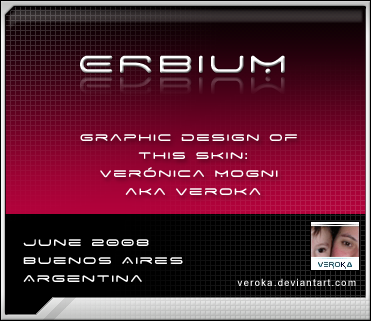 ERBIUM
GRAPHIC DESIGN OF
THIS SKIN:
VERÓNICA MOGNI
AKA VEROKA
JUNE 2008
BUENOS AIRES
ARGENTINA
VEROKA
veroka.deviantart.com